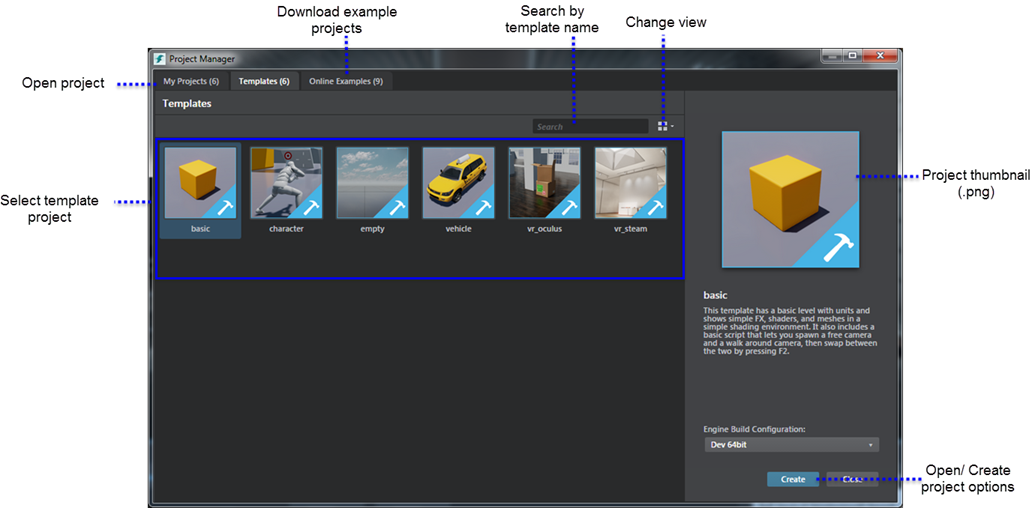 Download example
projects
Search by
template name
Change view
Project Manager
Open project
My Projects (6)
Templates (6)
Online Examples (9)
Templates
Search
Select template
project
basic
character
empty
vehicle
vr_oculus
vr_steam
Project thumbnail
(.png)
basic
This template has a basic level with units and
shows simple FX, shaders, and meshes in a
simple shading environment. It also includes a
basic script that lets you spawn a free camera
and a walk around camera, then swap between
the two by pressing F2.
Engine Build Configuration:
Dev 64bit
Create
Open/ Create
project options